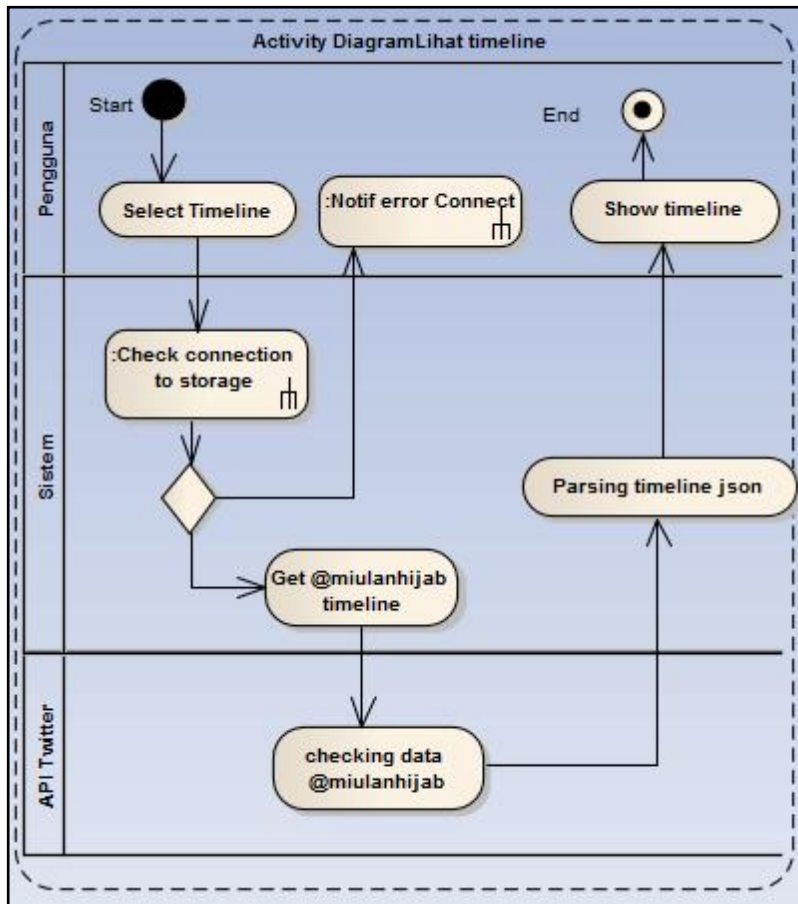 Activity DiagramLihat timeline
Pengguna
Start
End
Select Timeline
:Notif error Connect
Show timeline
Sistem
:Check connection
to storage
Parsing timeline json
Get @miulanhijab
timeline
API Twitter
checking data
@miulanhijab